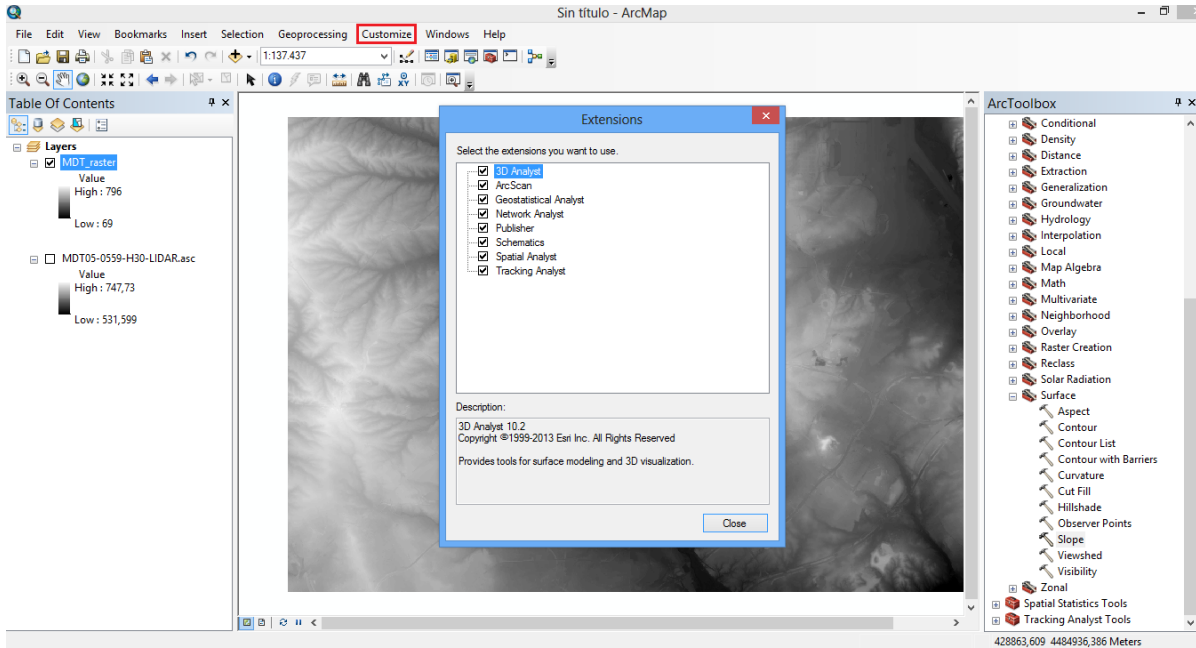 Sin título - ArcMap
File Edit View Bookmarks Insert Selection Geoprocessing Customize Windows Help
1:137.437
Table Of Contents
Layers
MDT_raster
Value
High : 796
Low : 69
MDT05-0559-H30-LIDAR.asc
Value
High : 747,73
Low : 531,599
Extensions
Select the extensions you want to use.
3D Analyst
ArcScan
Geostatistical Analyst
Network Analyst
Publisher
Schematics
Spatial Analyst
Tracking Analyst
Description:
3D Analyst 10.2
Copyright ©1999-2013 Esri Inc. All Rights Reserved
Provides tools for surface modeling and 3D visualization.
Close
ArcToolbox
Conditional
Density
Distance
Extraction
Generalization
Groundwater
Hydrology
Interpolation
Local
Map Algebra
Math
Multivariate
Neighborhood
Overlay
Raster Creation
Reclass
Solar Radiation
Surface
Aspect
Contour
Contour List
Contour with Barriers
Curvature
Cut Fill
Hillshade
Observer Points
Slope
Viewshed
Visibility
Zonal
Spatial Statistics Tools
Tracking Analyst Tools
428863,609 4484936,386 Meters